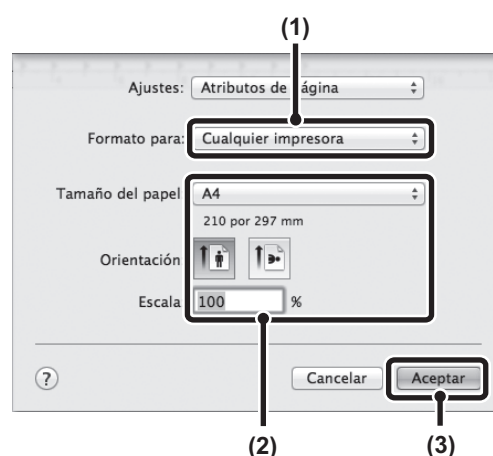 (1)
Ajustes: Atributos de página
Formato para: Cualquier impresora
Tamaño del papel A4
210 por 297 mm
Orientación
Escala 100 %
? Cancelar Aceptar
(2) (3)